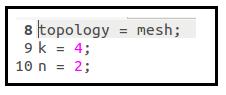 8 topology = mesh;
9 k = 4;
10 n = 2;